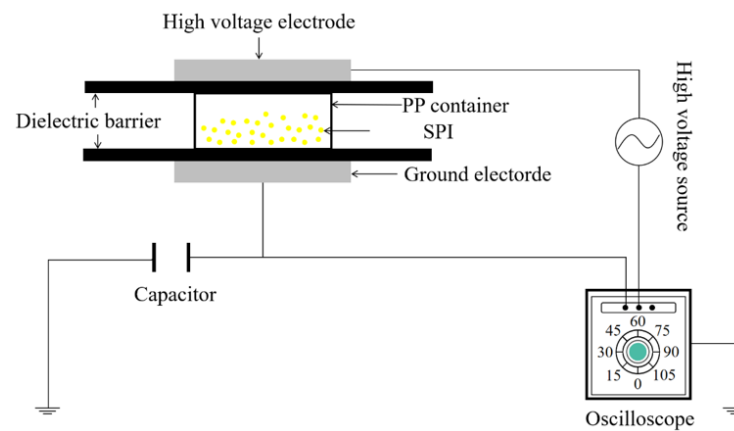 High voltage electrode
PP container
Dielectric barrier
SPI
Ground electorde
High voltage source
Capacitor
60
45 75
30 90
15 105
0
Oscilloscope